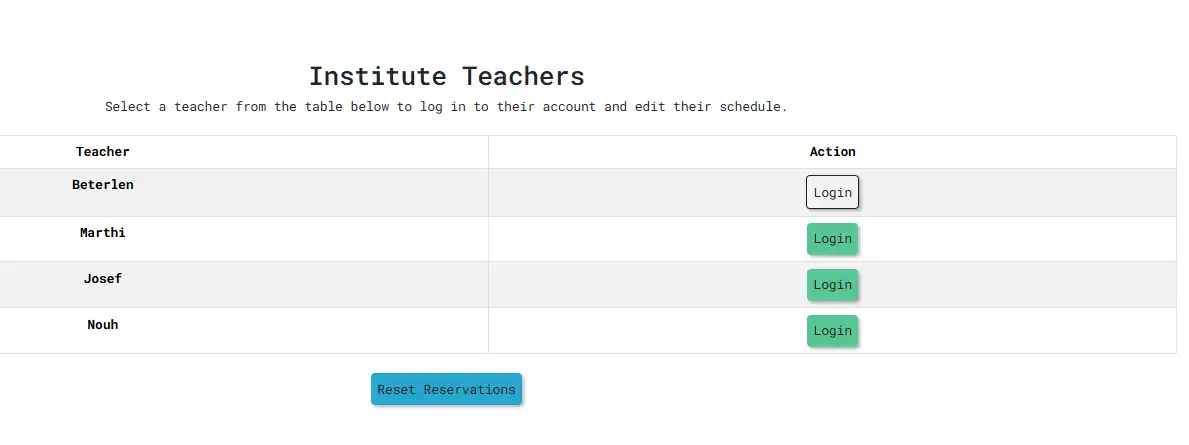 Institute Teachers
Select a teacher from the table below to log in to their account and edit their schedule.
Teacher Action
Beterlen Login
Marthi Login
Josef Login
Nouh Login
Reset Reservations